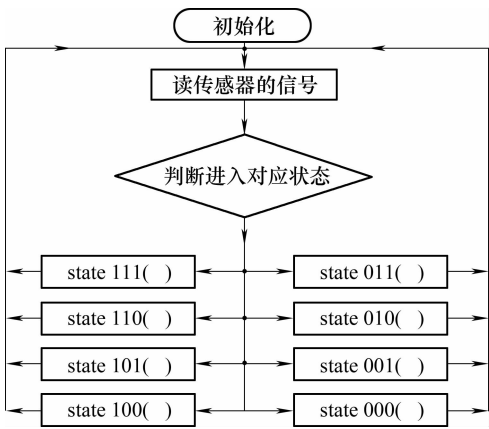 初始化
读传感器的信号
判断进入对应状态
state 111( )
state 011( )
state 110( )
state 010( )
state 101( )
state 001( )
state 100( )
state 000( )